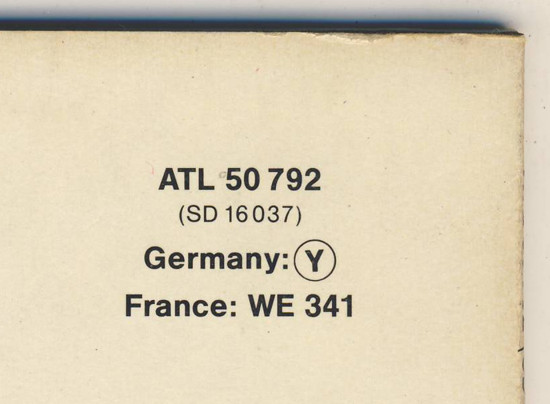 ATL 50 792
(SD 16 037)
Germany: Ⓨ
France: WE 341